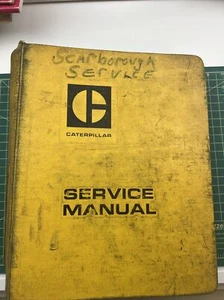 Scarborough
SERVICE
C
CATERPILLAR
SERVICE
MANUAL